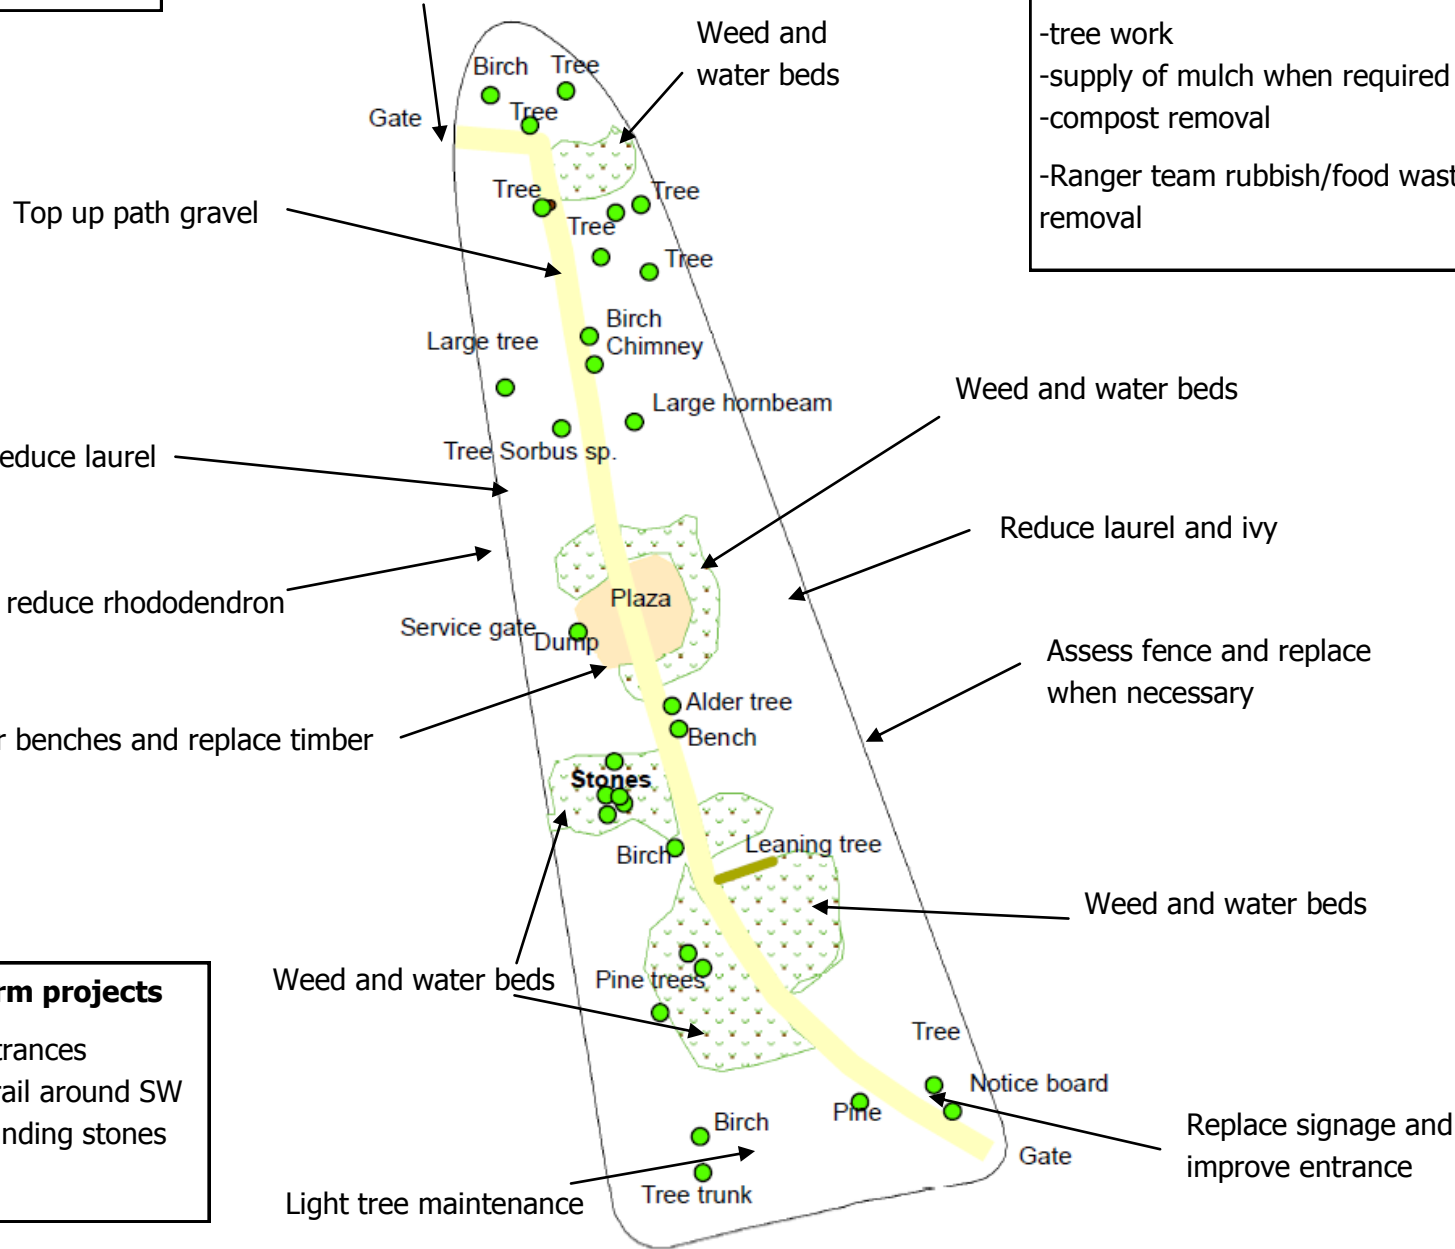 Weed and
water beds
-tree work
-supply of mulch when required
-compost removal
-Ranger team rubbish/food wast
removal
Birch
Tree
Gate
Tree
Tree
Tree
Tree
Tree
Top up path gravel
Birch
Chimney
Large tree
Large hornbeam
Weed and water beds
educe laurel
Tree Sorbus sp.
Reduce laurel and ivy
reduce rhododendron
Plaza
Service gate
Dump
Assess fence and replace
when necessary
r benches and replace timber
Alder tree
Bench
Stones
Birch
Leaning tree
Weed and water beds
Weed and water beds
Pine trees
rm projects
trances
rail around SW
nding stones
Tree
Notice board
Pine
Birch
Gate
Replace signage and
improve entrance
Light tree maintenance
Tree trunk